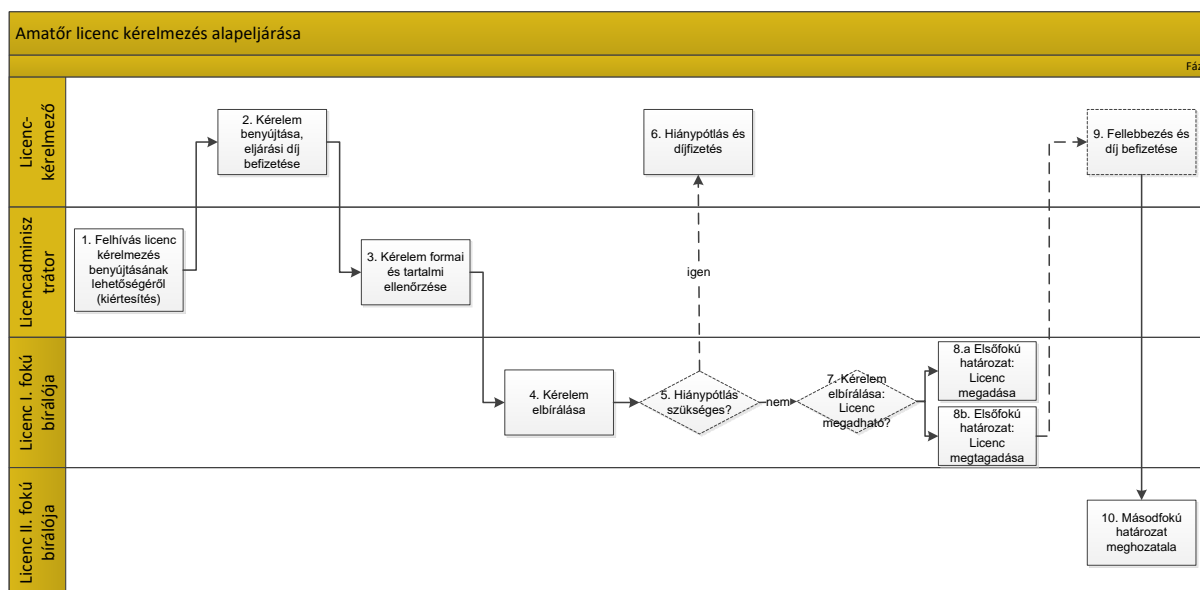 Amatőr licenc kérelmezés alapeljárása
Fáz
Licenc-
kérelmező
2. Kérelem
benyújtása,
eljárási díj
befizetése
6. Hiánypótlás és
díjfizetés
9. Fellebbezés és
díj befizetése
Licencadminisz
trátor
1. Felhívás licenc
kérelmezés
benyújtásának
lehetőségéről
(kiértesítés)
3. Kérelem formai
és tartalmi
ellenőrzése
igen
Licenc I. fokú
bírálója
4. Kérelem
elbírálása
5. Hiánypótlás
szükséges?
nem
7. Kérelem
elbírálása:
Licenc
megadható?
8.a Elsőfokú
határozat:
Licenc
megadása
8b. Elsőfokú
határozat:
Licenc
megtagadása
Licenc II. fokú
bírálója
10. Másodfokú
határozat
meghozatala